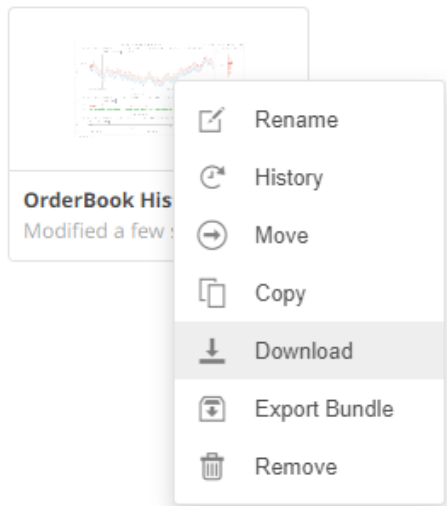 OrderBook His
Modified a few
Rename
History
Move
Copy
Download
Export Bundle
Remove